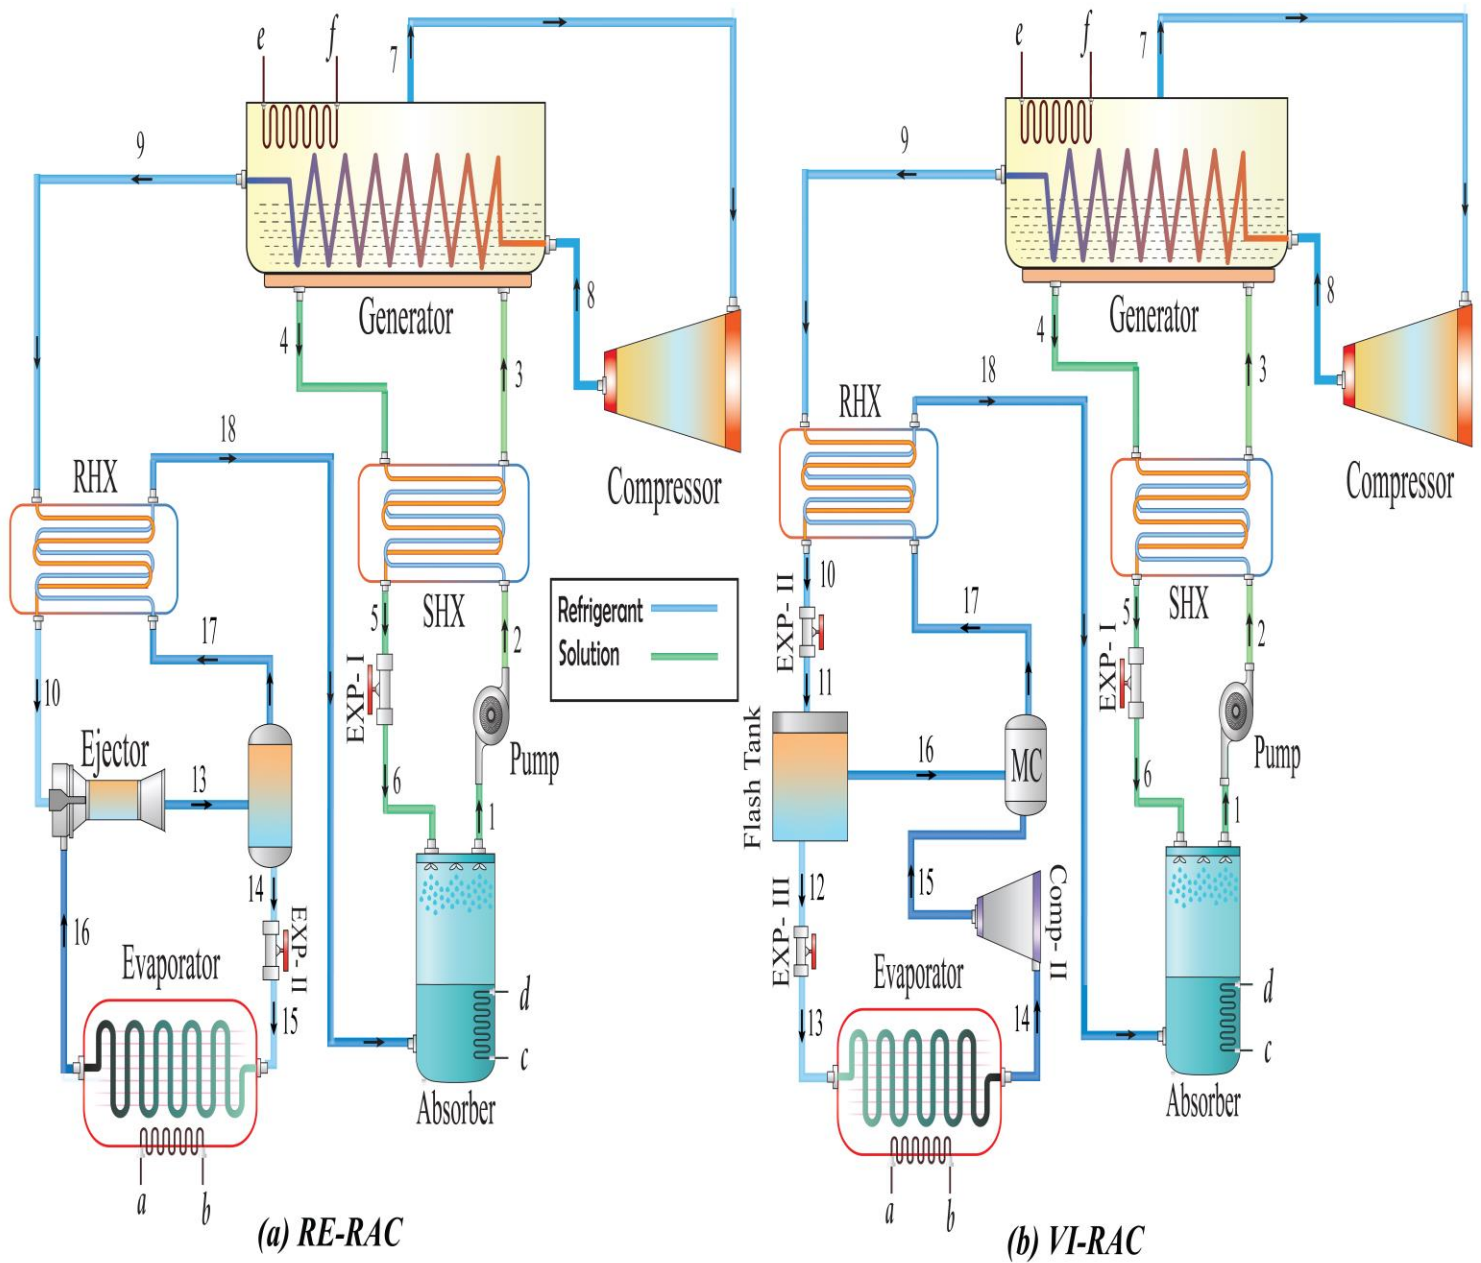 e
f
7
9
8
Generator
4
3
18
RHX
Compressor
17
5
SHX
2
10
EXP- I
Ejector
13
6
Pump
1
14
EXP- II
16
Evaporator
15
d
c
Absorber
a
b
(a) RE-RAC
Refrigerant
Solution
e
f
7
9
8
Generator
4
3
18
RHX
Compressor
10
EXP- II
17
5
SHX
2
11
EXP- I
Flash Tank
16
MC
6
Pump
1
12
15
EXP- III
Comp- II
Evaporator
13
14
d
c
Absorber
a
b
(b) VI-RAC